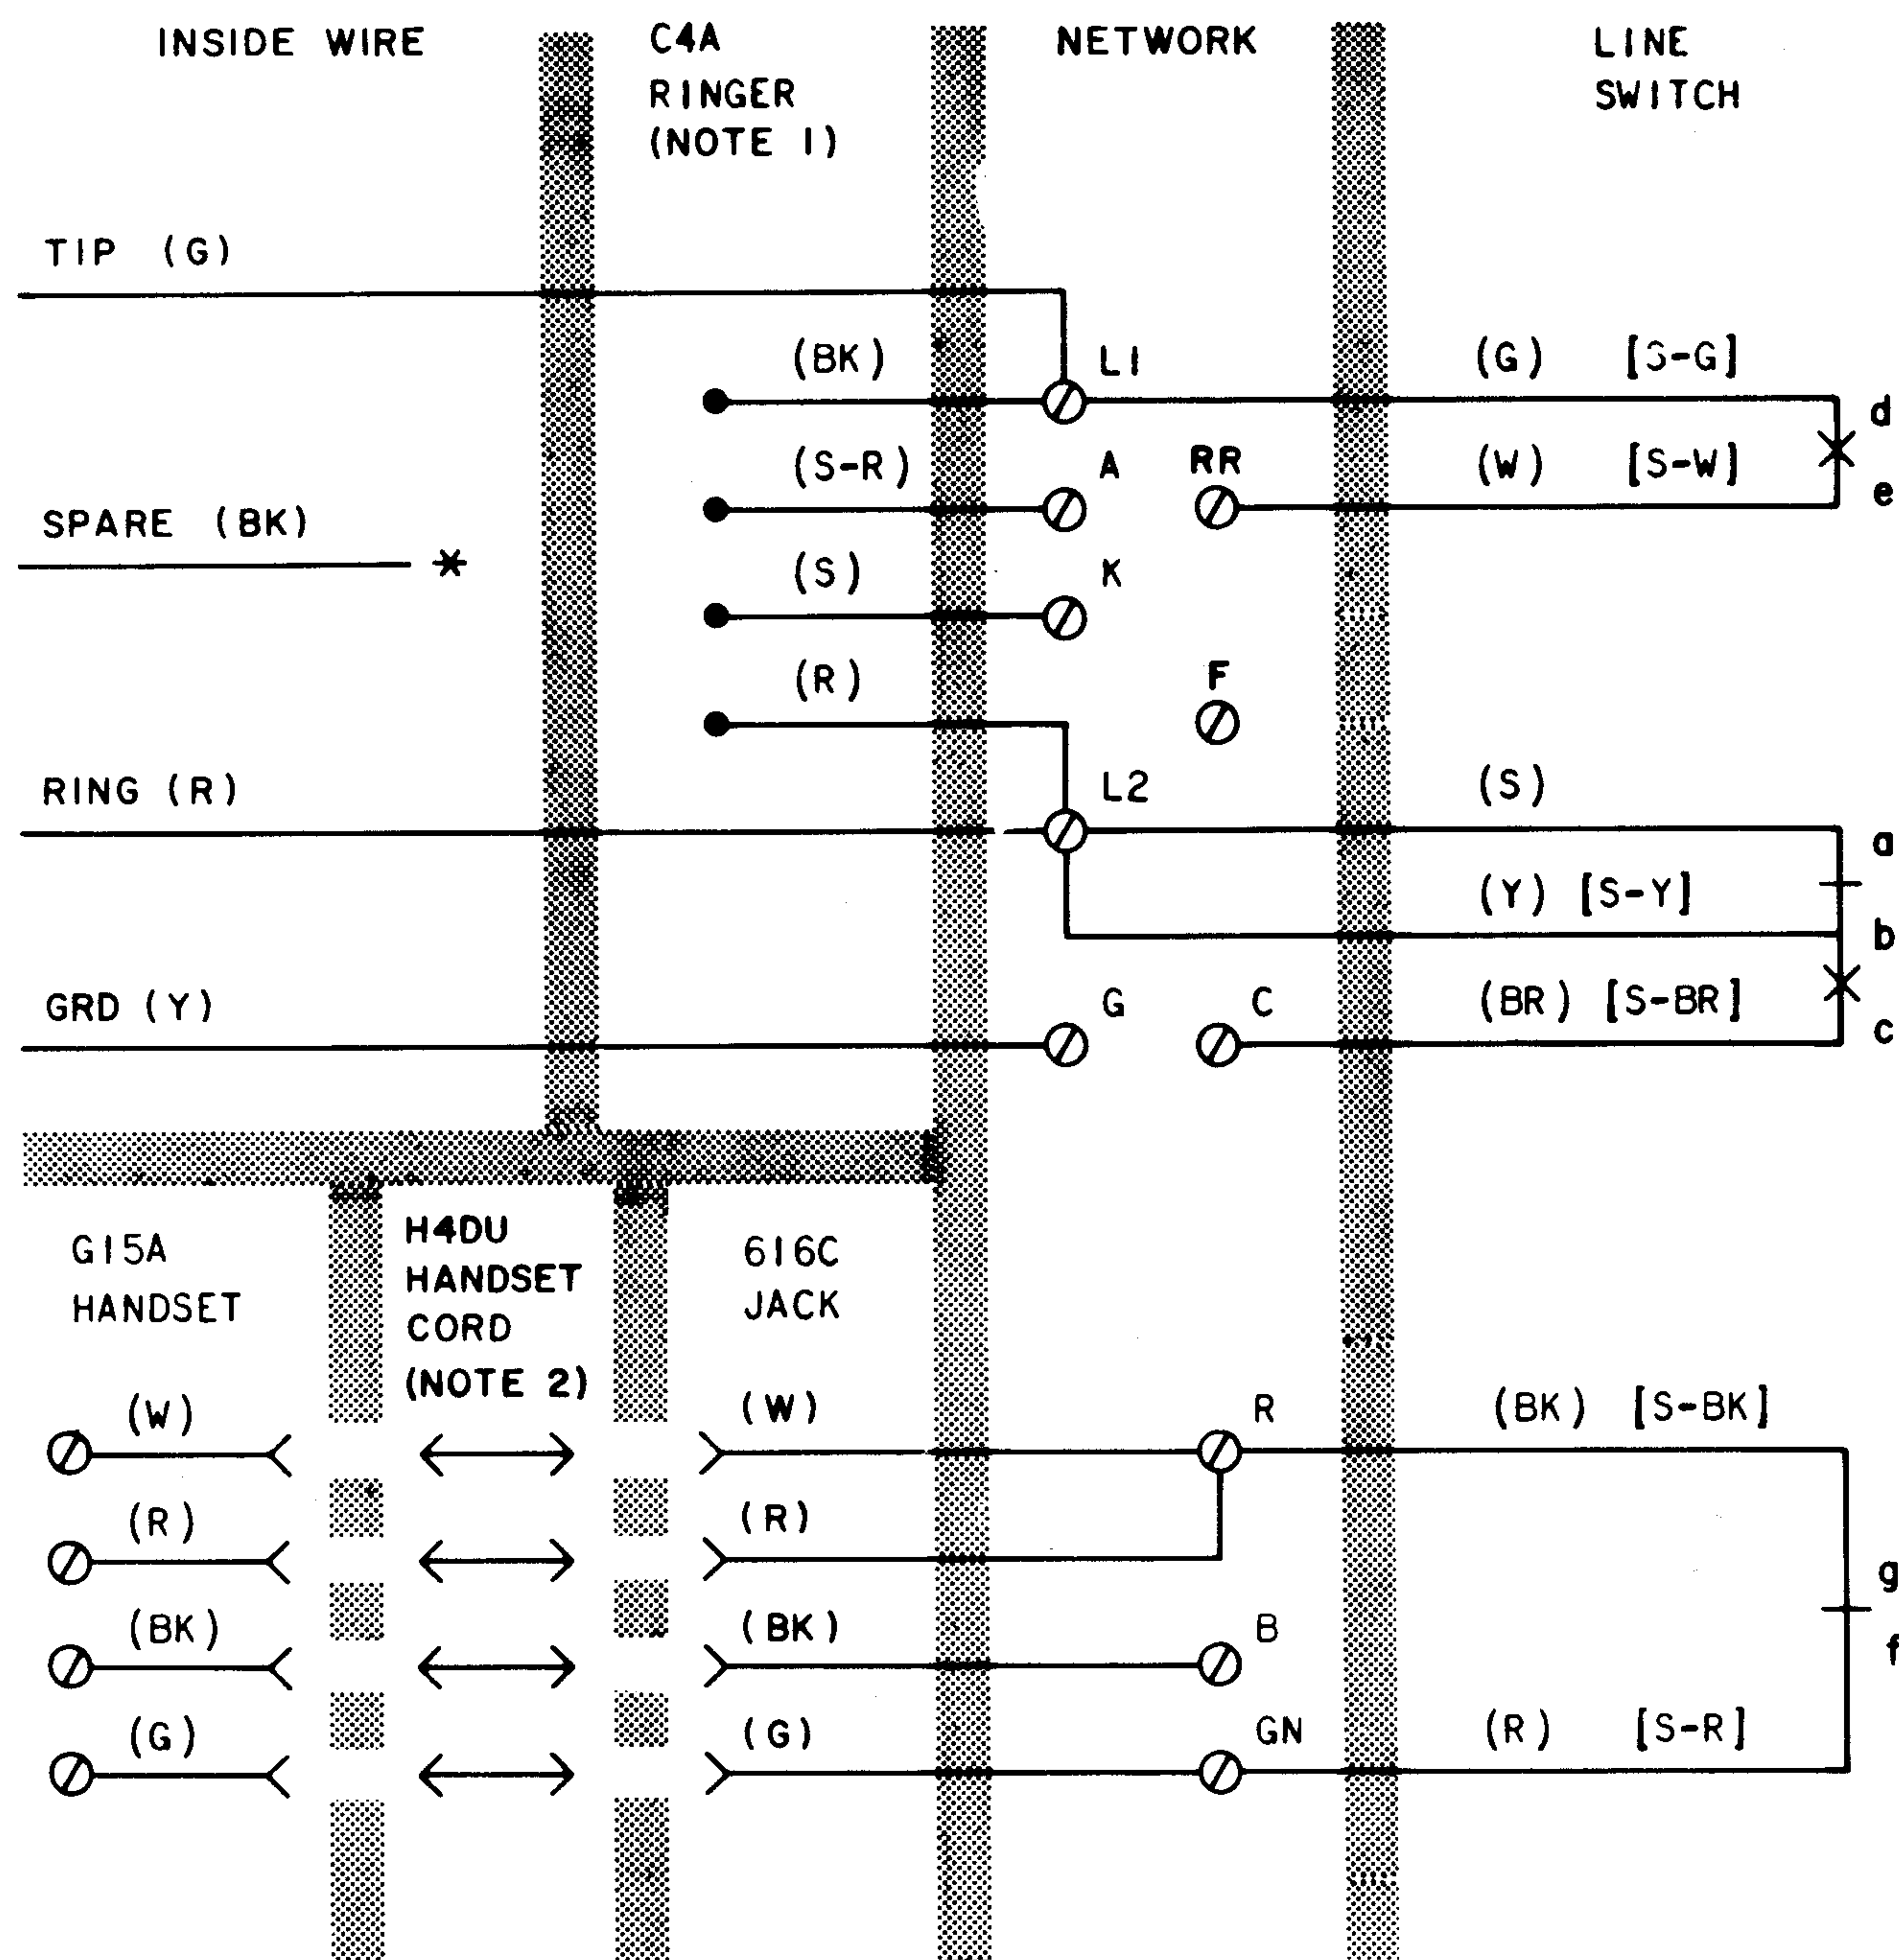 INSIDE WIRE
C4A
RINGER
(NOTE 1)
NETWORK
LINE
SWITCH
TIP (G)
(BK)
L1
(G) [S-G]
d
(S-R)
A
RR
(W) [S-W]
e
SPARE (BK)
*
(S)
K
(R)
F
RING (R)
L2
(S)
a
(Y) [S-Y]
b
GRD (Y)
G
C
(BR) [S-BR]
c
G15A
HANDSET
H4DU
HANDSET
CORD
(NOTE 2)
616C
JACK
(W)
(W)
R
(BK) [S-BK]
(R)
(R)
g
(BK)
(BK)
B
f
(G)
(G)
GN
(R) [S-R]